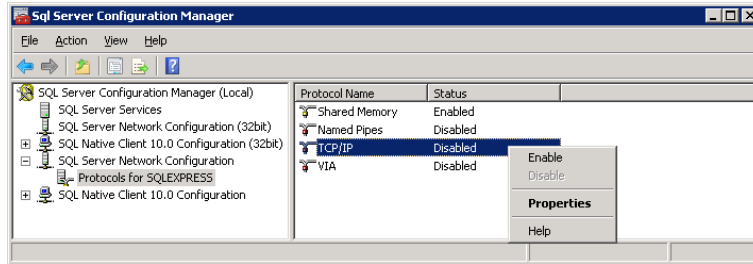 Sql Server Configuration Manager
File Action View Help
SQL Server Configuration Manager (Local)
SQL Server Services
SQL Server Network Configuration (32bit)
SQL Native Client 10.0 Configuration (32bit)
SQL Server Network Configuration
Protocols for SQLEXPRESS
SQL Native Client 10.0 Configuration
Protocol Name Status
Shared Memory Enabled
Named Pipes Disabled
TCP/IP Disabled
VIA Disabled
Enable
Disable
Properties
Help